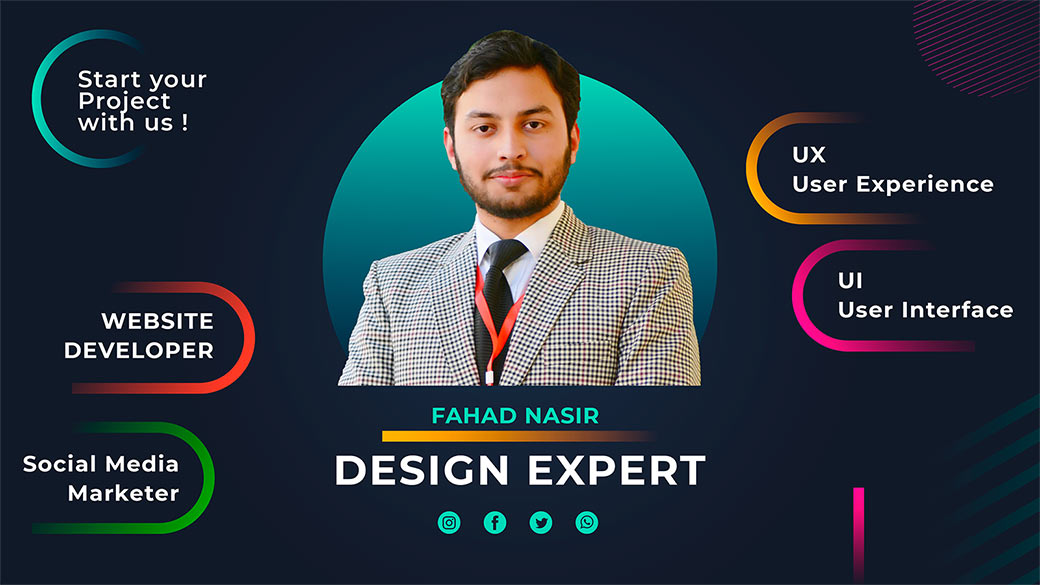 Start your
Project
with us !
UX
User Experience
UI
User Interface
WEBSITE
DEVELOPER
Social Media
Marketer
FAHAD NASIR
DESIGN EXPERT